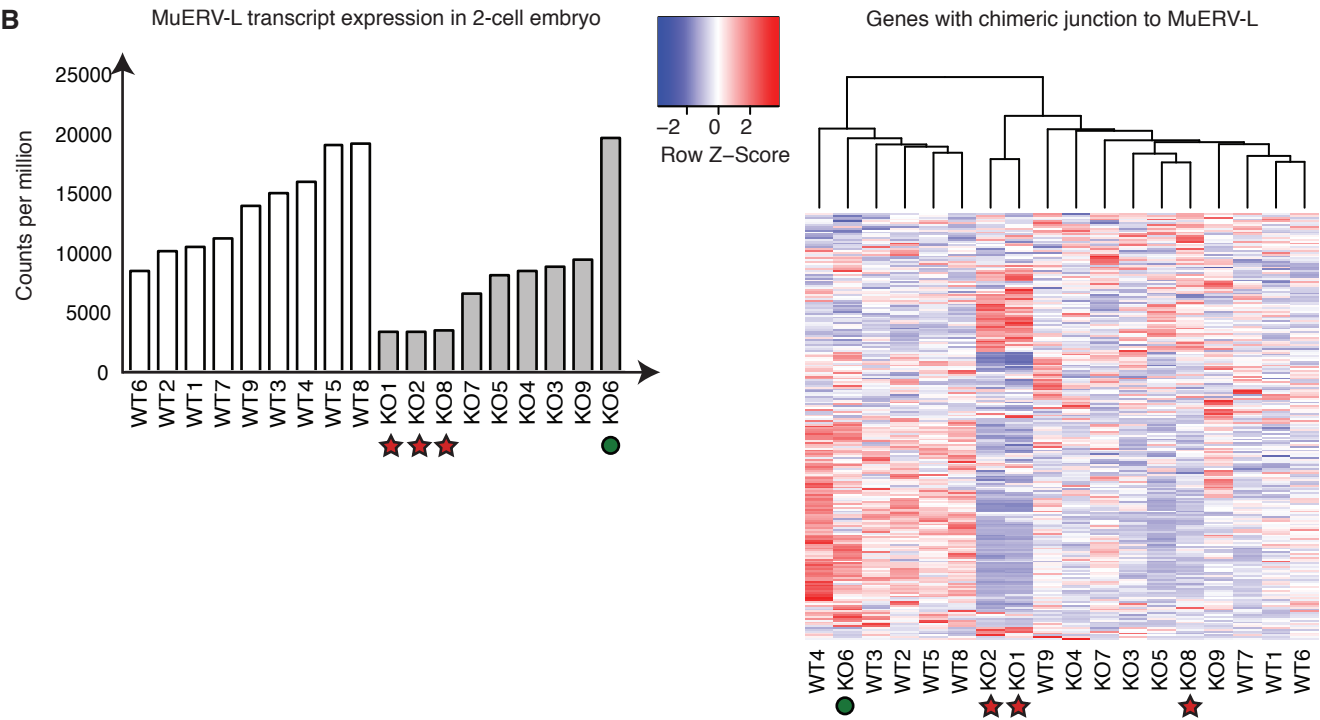 B
MuERV-L transcript expression in 2-cell embryo
Counts per million
25000
20000
15000
10000
5000
0
WT6 WT2 WT1 WT7 WT9 WT3 WT4 WT5 WT8 KO1 KO2 KO8 KO7 KO5 KO4 KO3 KO9 KO6
−2 0 2
Row Z−Score
Genes with chimeric junction to MuERV-L
WT4 KO6 WT3 WT2 WT5 WT8 KO2 KO1 WT9 KO4 KO7 KO3 KO5 KO8 KO9 WT7 WT1 WT6